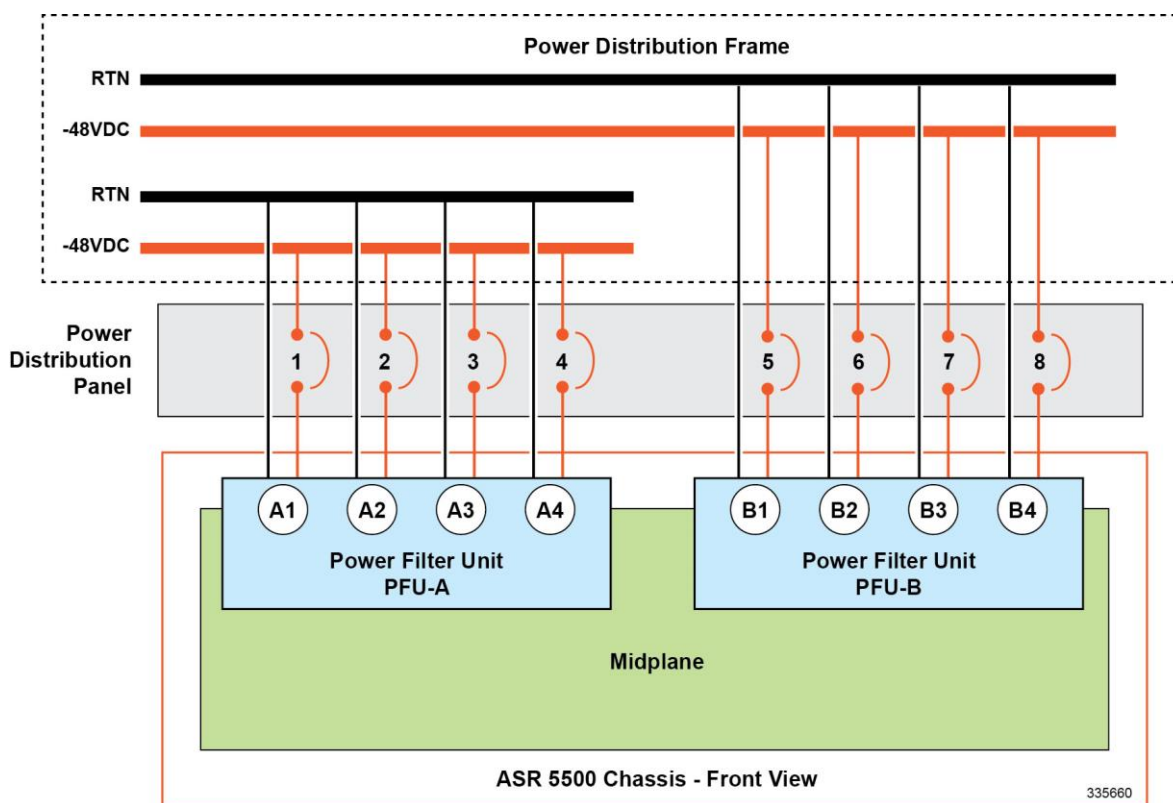 Power Distribution Frame
RTN
-48VDC
RTN
-48VDC
Power
Distribution
Panel
1 2 3 4 5 6 7 8
A1 A2 A3 A4 B1 B2 B3 B4
Power Filter Unit
PFU-A
Power Filter Unit
PFU-B
Midplane
ASR 5500 Chassis - Front View
335660